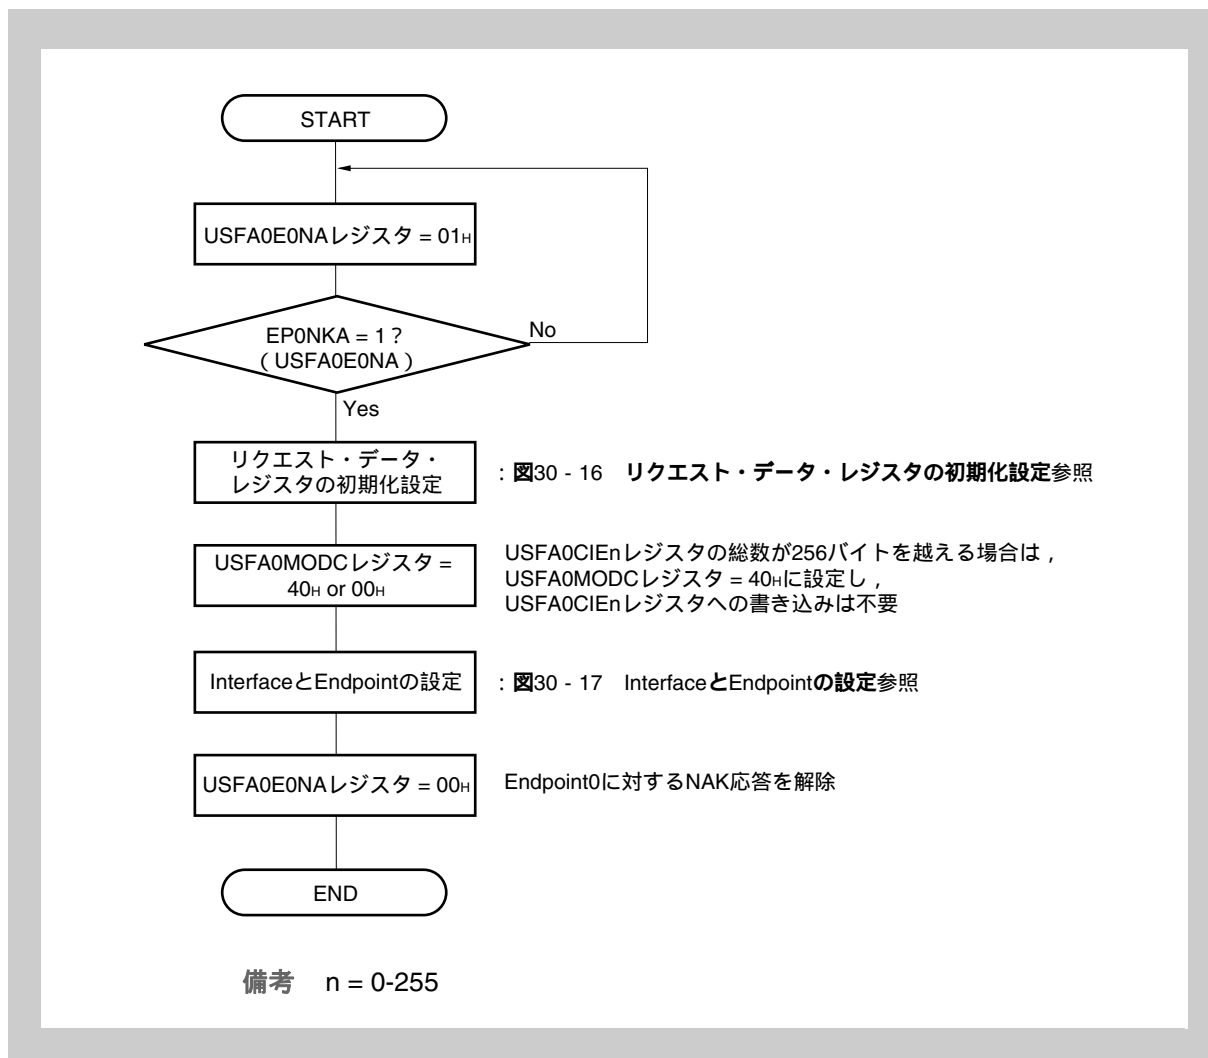 START
USFA0E0NAレジスタ = 01H
EP0NKA = 1 ?
( USFA0E0NA )
No
Yes
リクエスト・データ・
レジスタの初期化設定
: 図30 - 16 リクエスト・データ・レジスタの初期化設定参照
USFA0MODCレジスタ =
40H or 00H
USFA0CIEnレジスタの総数が256バイトを越える場合は ,
USFA0MODCレジスタ = 40Hに設定し ,
USFA0CIEnレジスタへの書き込みは不要
InterfaceとEndpointの設定
: 図30 - 17 InterfaceとEndpointの設定参照
USFA0E0NAレジスタ = 00H
Endpoint0に対するNAK応答を解除
END
備考 n = 0-255